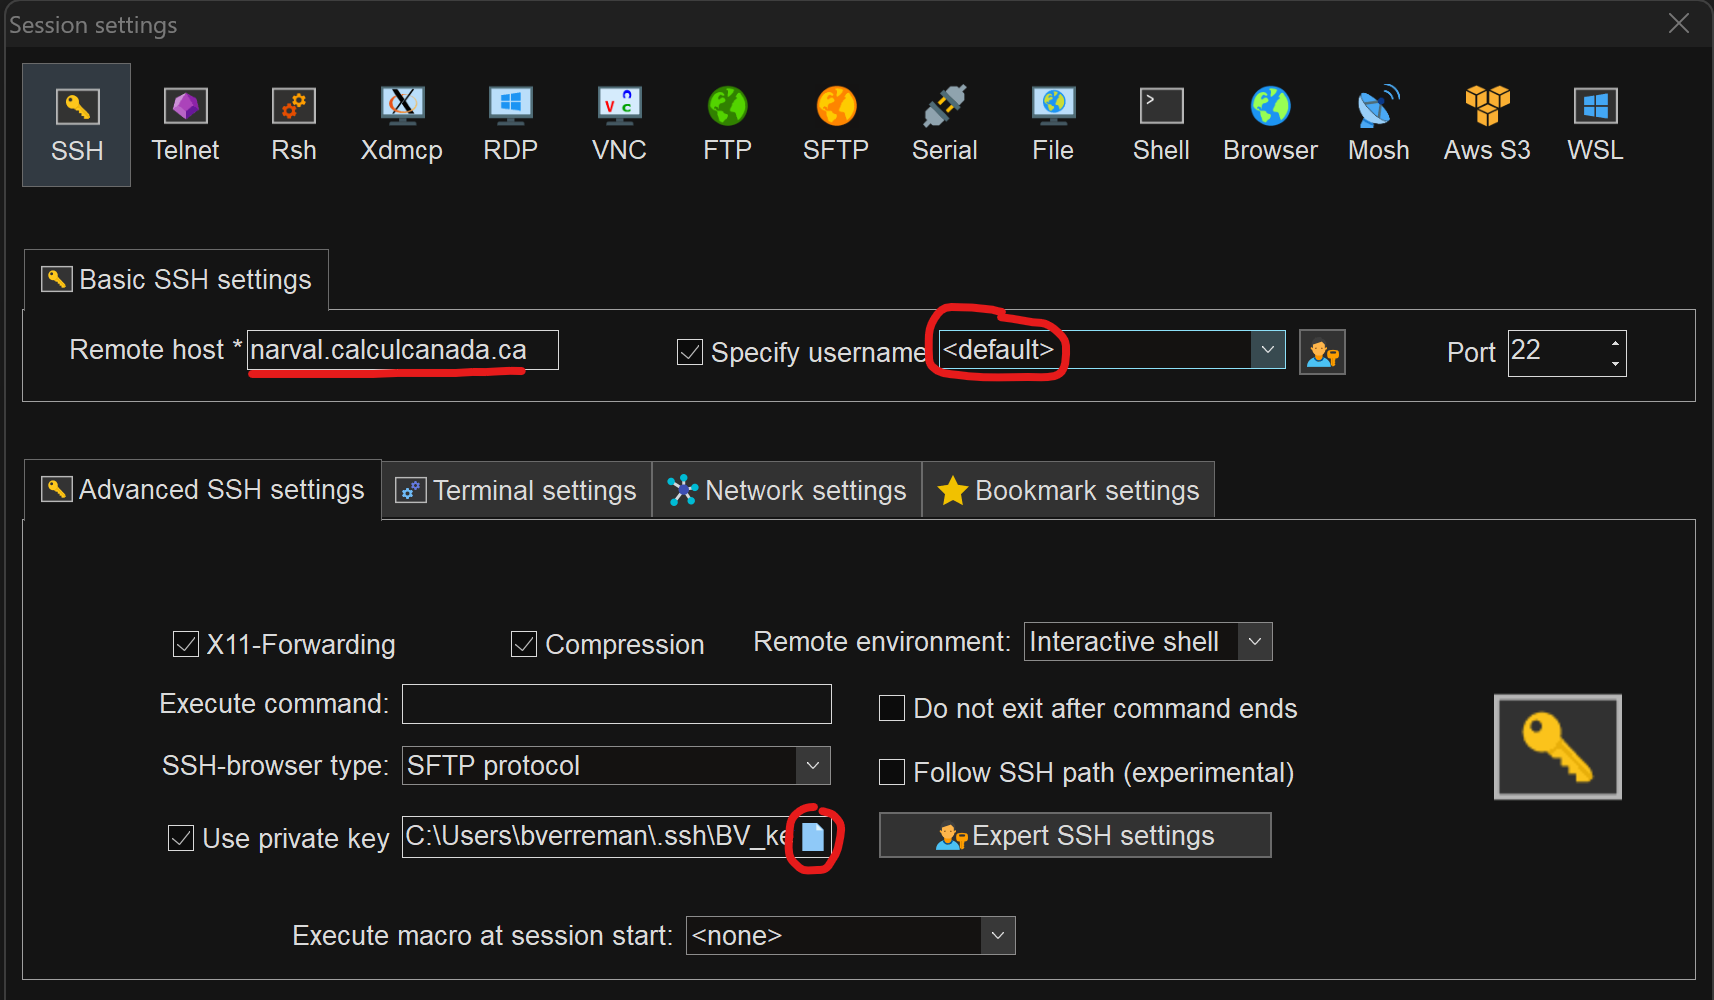 Session settings
SSH Telnet Rsh Xdmcp RDP VNC FTP SFTP Serial File Shell Browser Mosh Aws S3 WSL
Basic SSH settings
Remote host * narval.calculcanada.ca Specify username <default> Port 22
Advanced SSH settings Terminal settings Network settings Bookmark settings
X11-Forwarding Compression Remote environment: Interactive shell
Execute command: Do not exit after command ends
SSH-browser type: SFTP protocol Follow SSH path (experimental)
Use private key C:\Users\bverreman\.ssh\BV_ke Expert SSH settings
Execute macro at session start: <none>